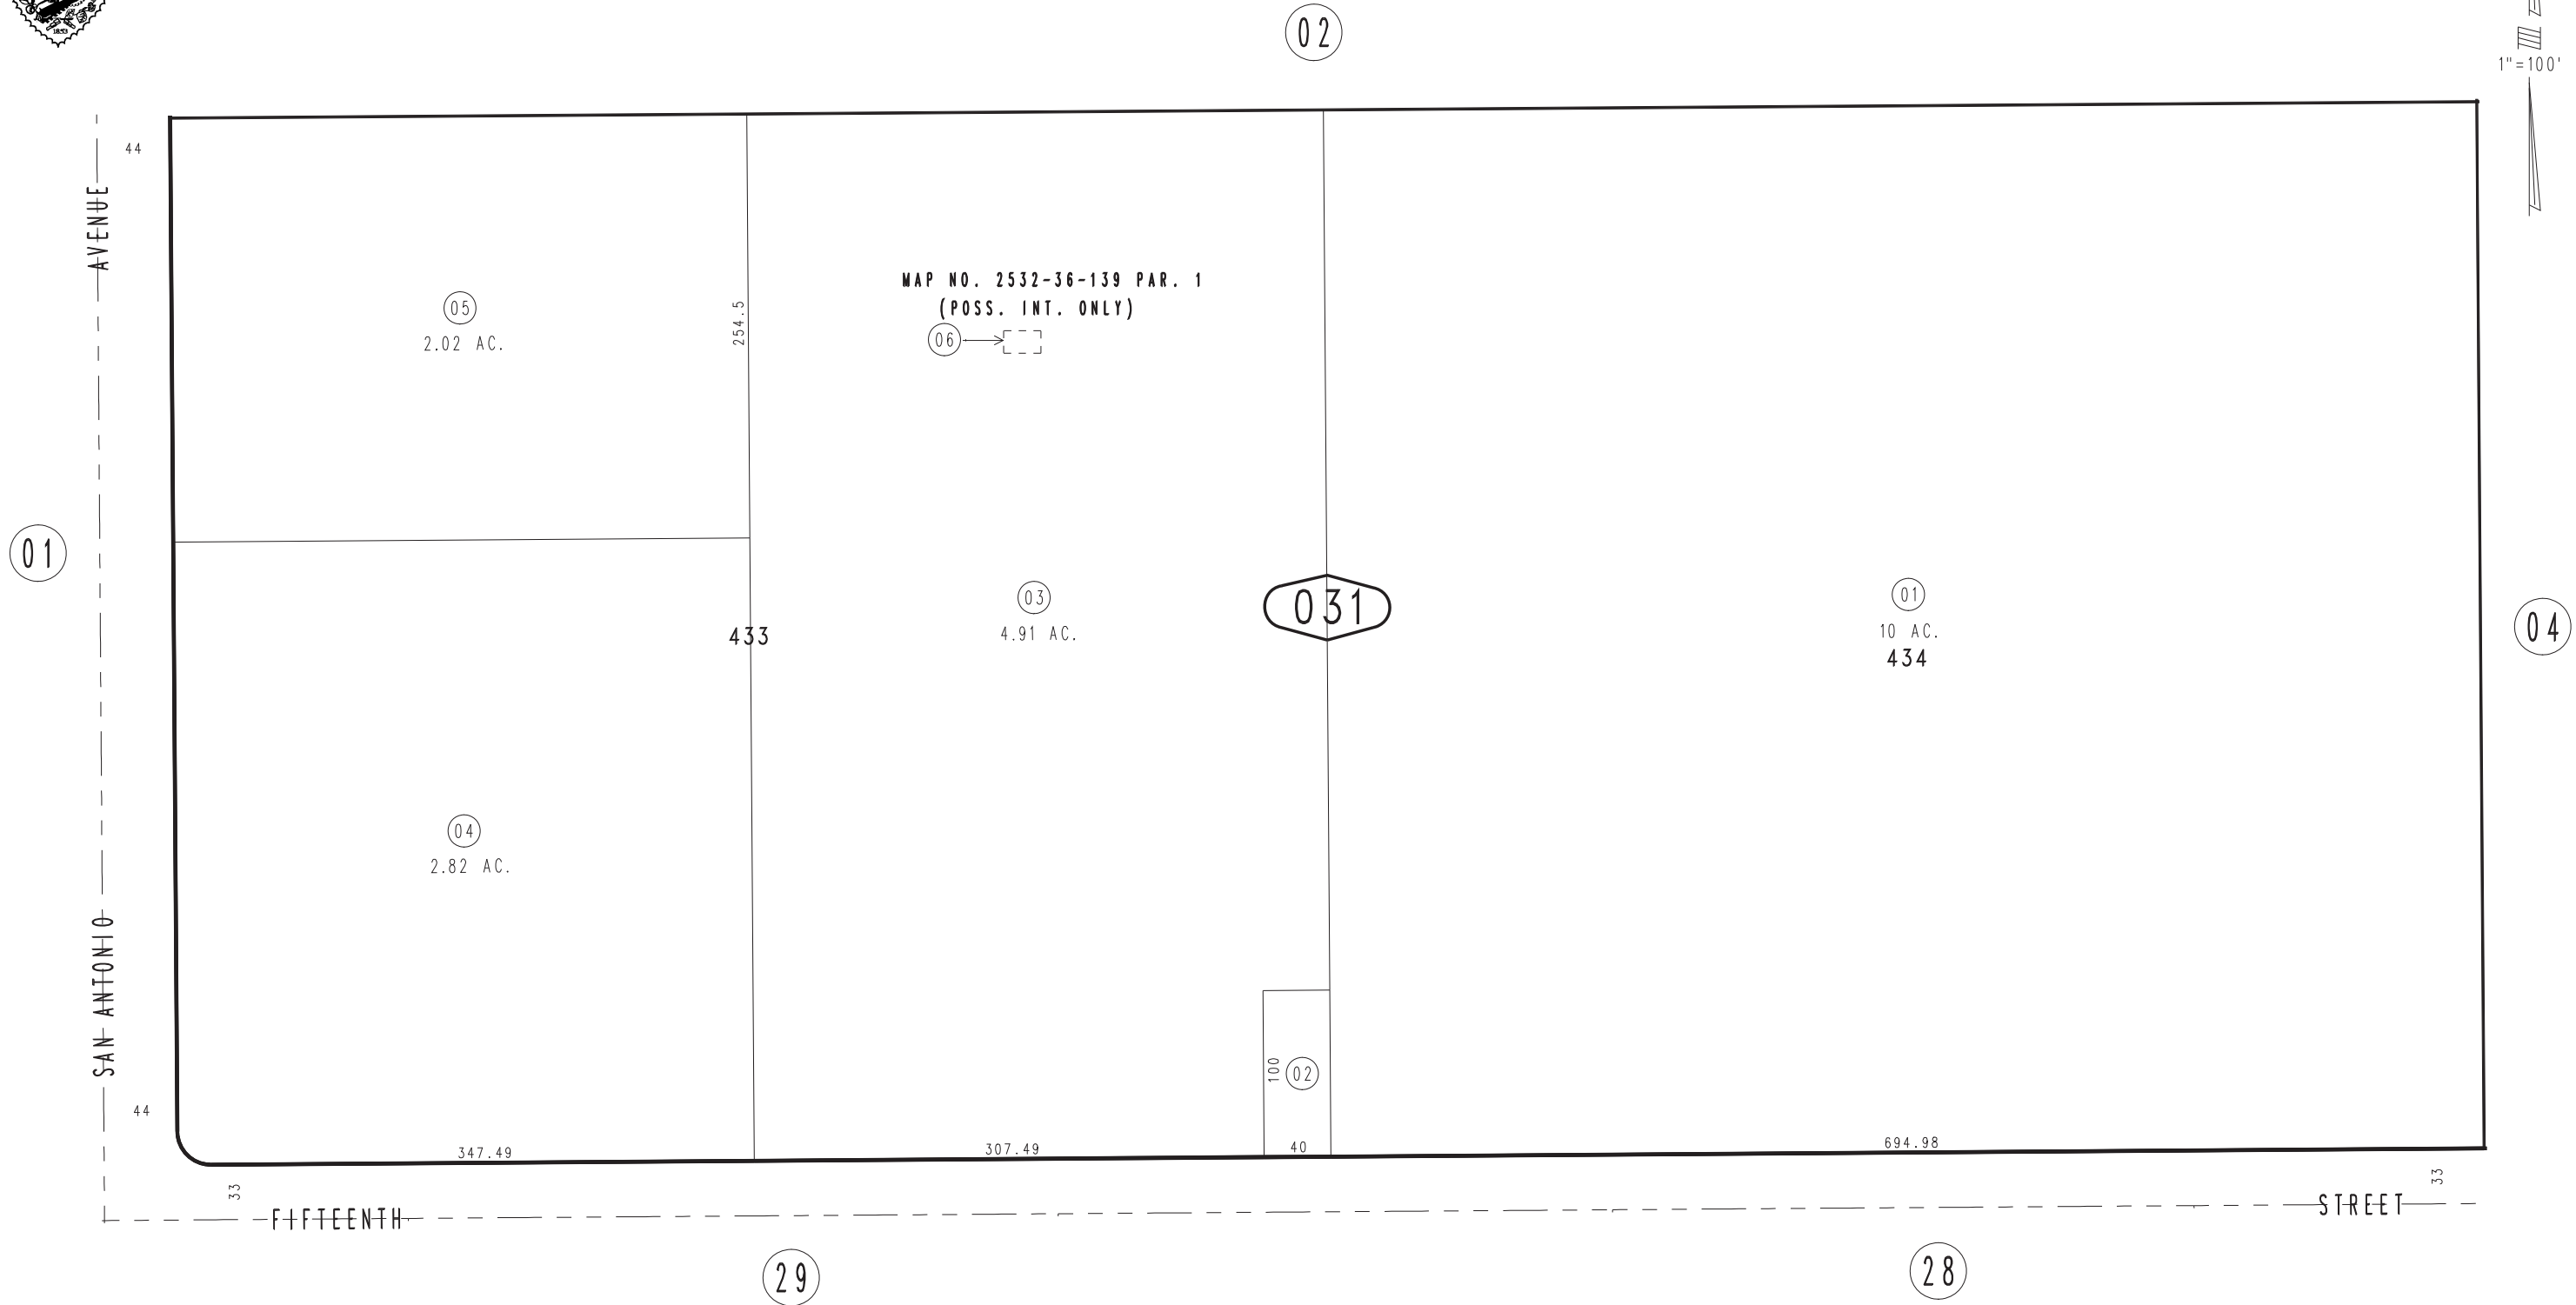 1853
02
1"=100'
44
AVENUE
MAP NO. 2532-36-139 PAR. 1
(POSS. INT. ONLY)
05
2.02 AC.
254.5
06
01
03
4.91 AC.
433
031
01
10 AC.
434
04
04
2.82 AC.
SAN ANTONIO
100
02
44
347.49
307.49
40
694.98
33
33
FIFTEENTH
STREET
29
28